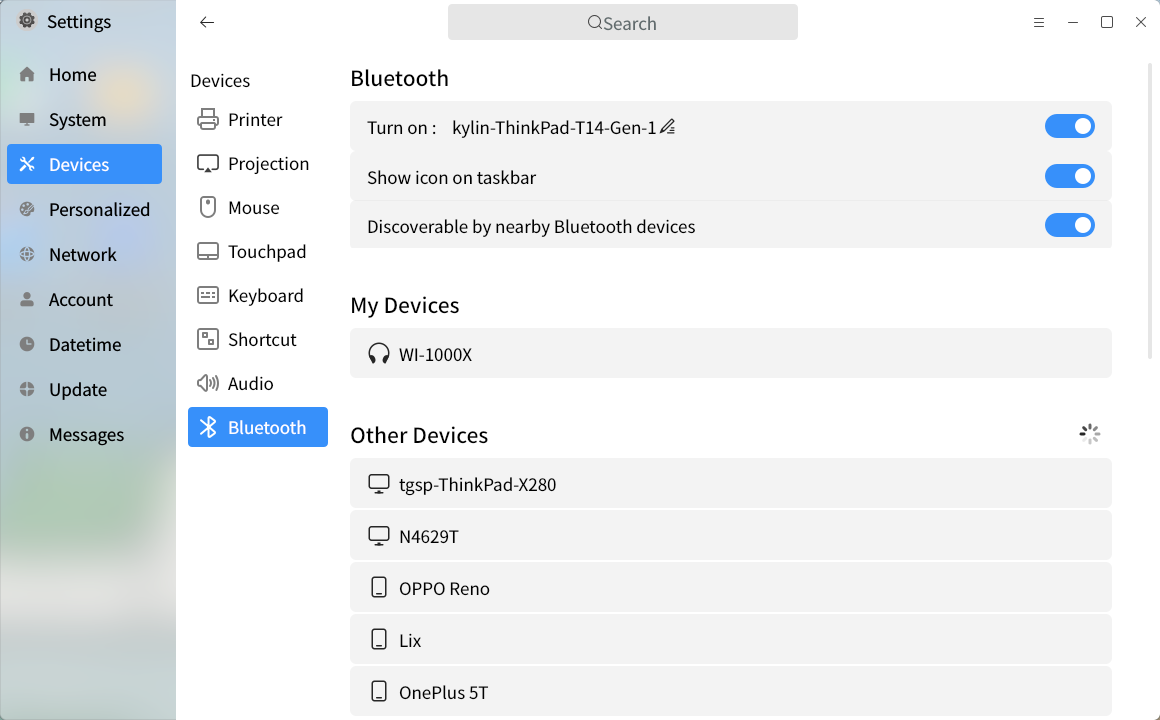 Settings
Search
Home
System
Devices
Personalized
Network
Account
Datetime
Update
Messages
Devices
Printer
Projection
Mouse
Touchpad
Keyboard
Shortcut
Audio
Bluetooth
Bluetooth
Turn on : kylin-ThinkPad-T14-Gen-1
Show icon on taskbar
Discoverable by nearby Bluetooth devices
My Devices
WI-1000X
Other Devices
tgsp-ThinkPad-X280
N4629T
OPPO Reno
Lix
OnePlus 5T